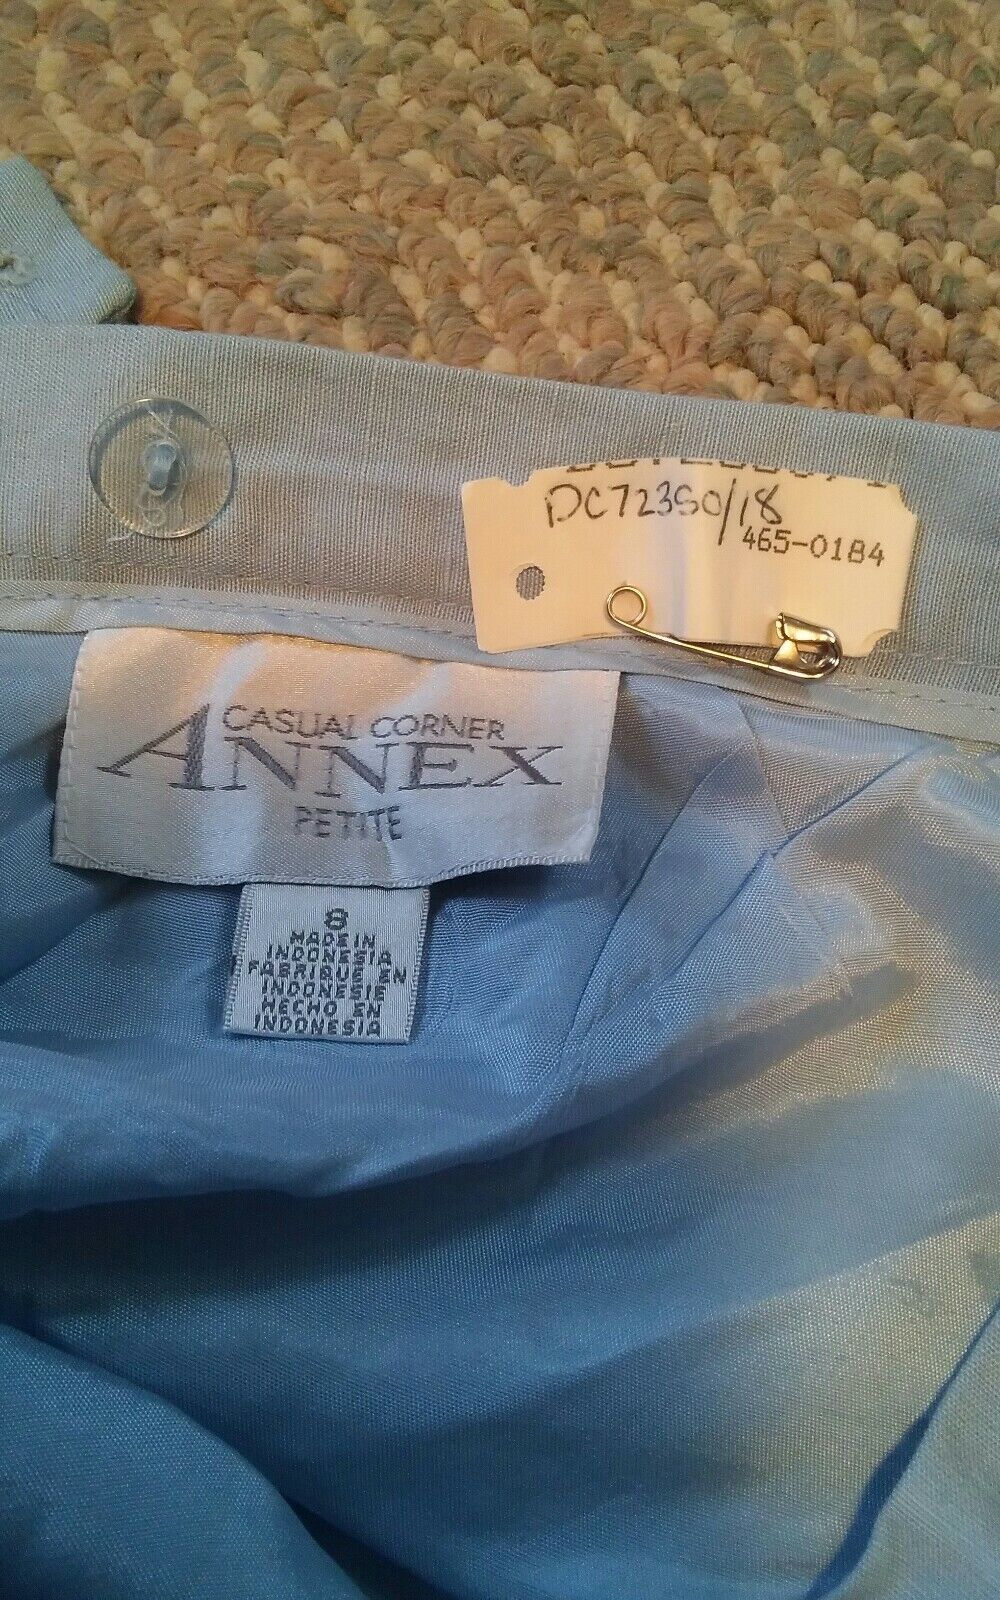 DC72350/18
465-0184
CASUAL CORNER
ANNEX
PETITE
8
MADE IN
INDONESIA
FABRIQUE EN
INDONESIE
HECHO EN
INDONESIA